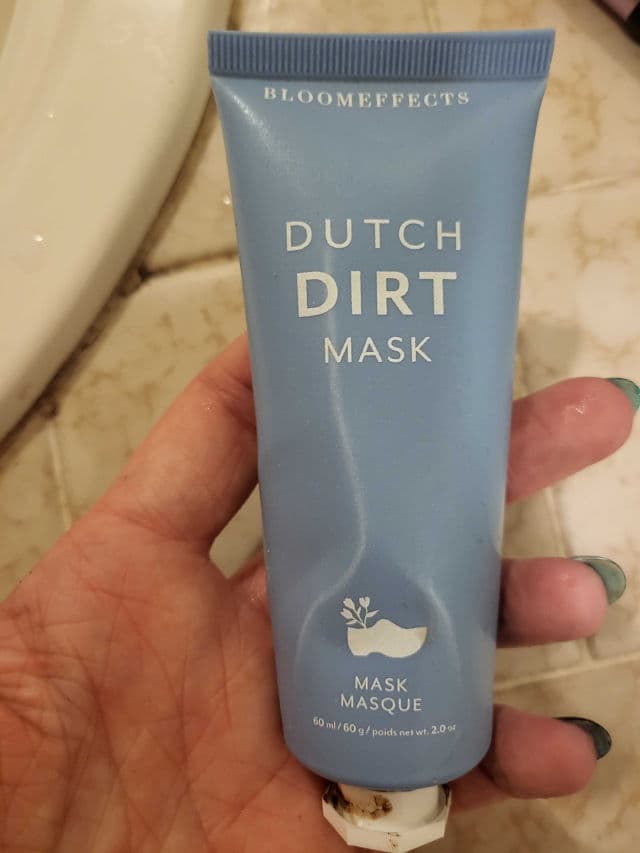 BLOOMEFFECTS
DUTCH
DIRT
MASK
MASK
MASQUE
60 ml/60 g/poids net wt. 2.0 oz